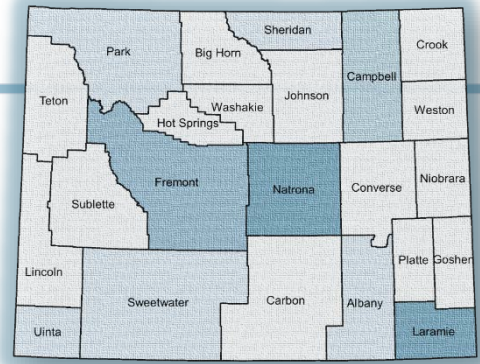 Sheridan
Park
Big Horn
Crook
Campbell
Teton
Johnson
Washakie
Weston
Hot Springs
Fremont
Natrona
Converse
Niobrara
Sublette
Platte
Goshen
Lincoln
Sweetwater
Carbon
Albany
Uinta
Laramie